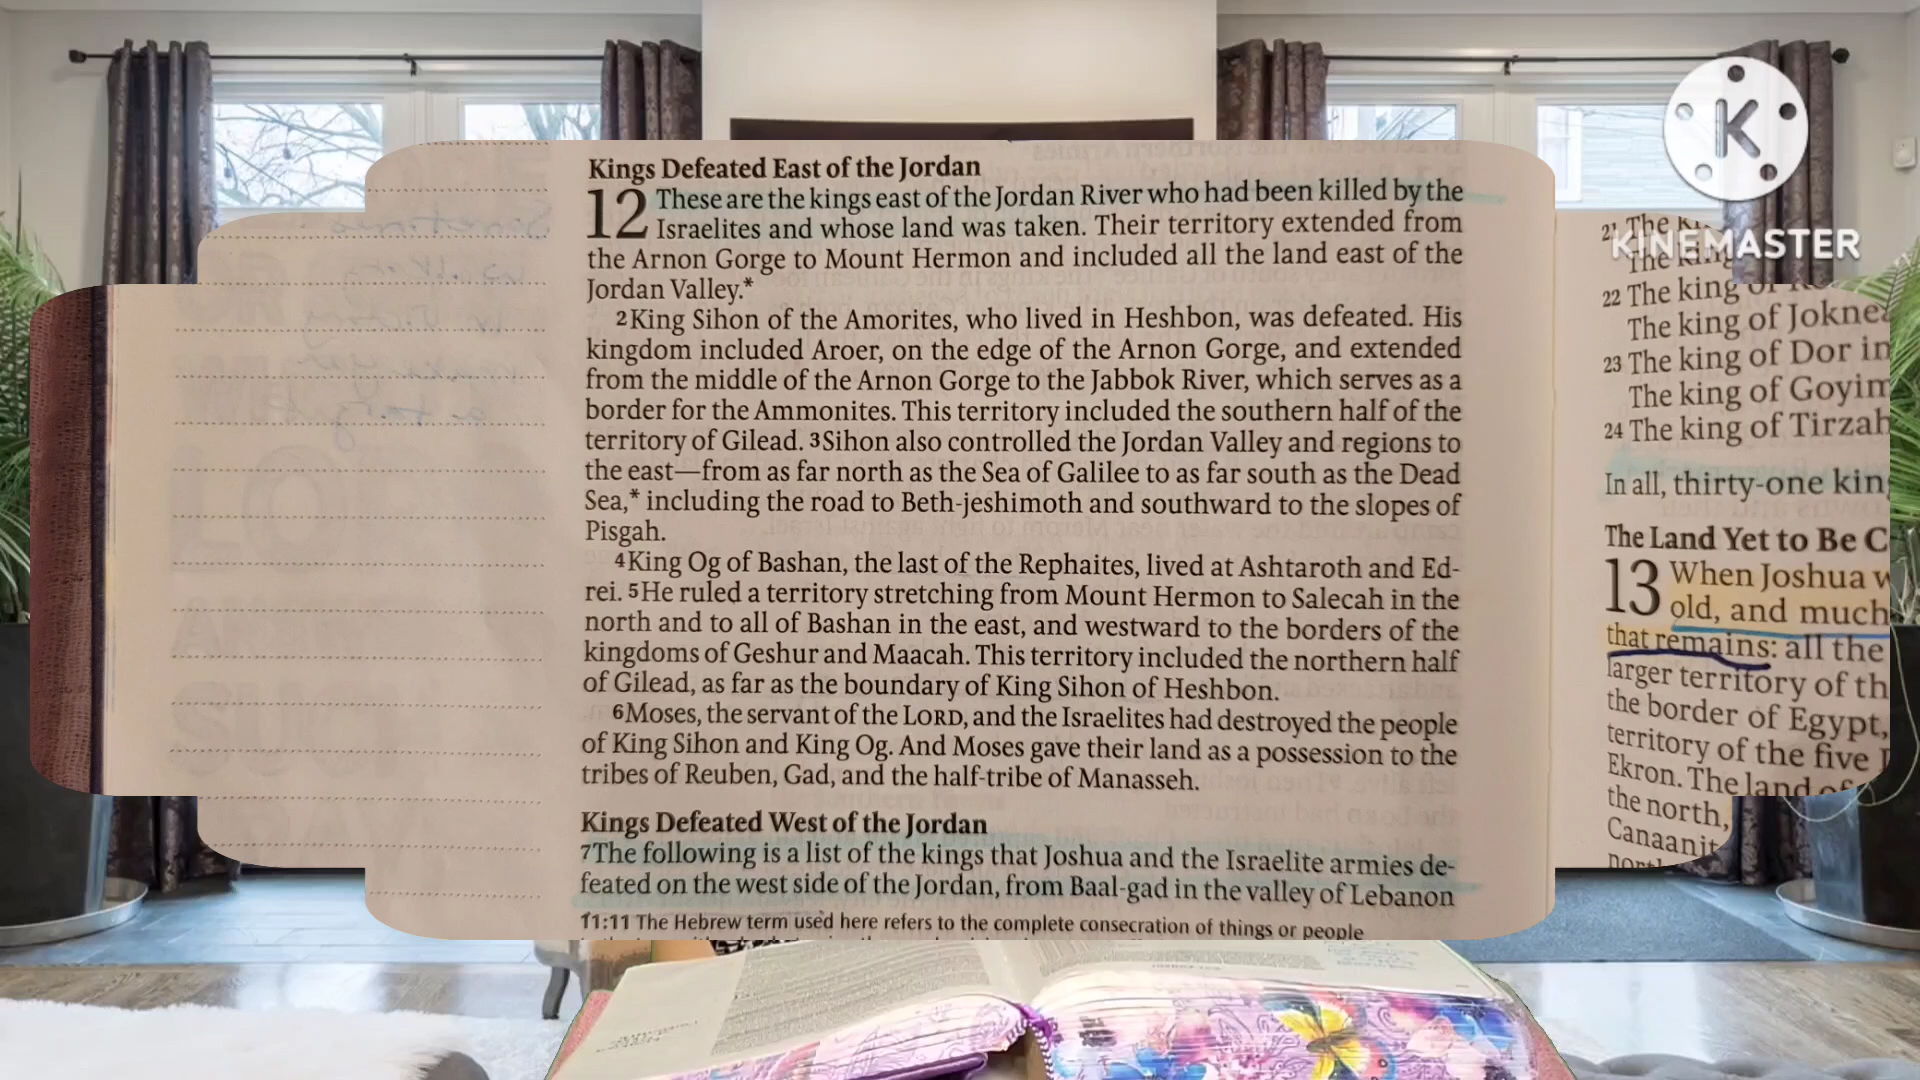 Kings Defeated East of the Jordan
12 These are the kings east of the Jordan River who had been killed by the
Israelites and whose land was taken. Their territory extended from
the Arnon Gorge to Mount Hermon and included all the land east of the
Jordan Valley.*
2King Sihon of the Amorites, who lived in Heshbon, was defeated. His
kingdom included Aroer, on the edge of the Arnon Gorge, and extended
from the middle of the Arnon Gorge to the Jabbok River, which serves as a
border for the Ammonites. This territory included the southern half of the
territory of Gilead. 3Sihon also controlled the Jordan Valley and regions to
the east—from as far north as the Sea of Galilee to as far south as the Dead
Sea,* including the road to Beth-jeshimoth and southward to the slopes of
Pisgah.
4King Og of Bashan, the last of the Rephaites, lived at Ashtaroth and Ed-
rei. 5He ruled a territory stretching from Mount Hermon to Salecah in the
north and to all of Bashan in the east, and westward to the borders of the
kingdoms of Geshur and Maacah. This territory included the northern half
of Gilead, as far as the boundary of King Sihon of Heshbon.
6Moses, the servant of the LORD, and the Israelites had destroyed the people
of King Sihon and King Og. And Moses gave their land as a possession to the
tribes of Reuben, Gad, and the half-tribe of Manasseh.
Kings Defeated West of the Jordan
7The following is a list of the kings that Joshua and the Israelite armies de-
feated on the west side of the Jordan, from Baal-gad in the valley of Lebanon
11:11 The Hebrew term used here refers to the complete consecration of things or people
K
KINEMASTER
21 The
The
22 The king of
The king of
23 The king of Dor in
The king of Goyim
24 The king of Tirzah
In all, thirty-one
The Land Yet to Be
13 When Joshua
old, and much
that remains: all the
larger territory of
the border of Egypt,
territory of the five
Ekron. The land of
the north,